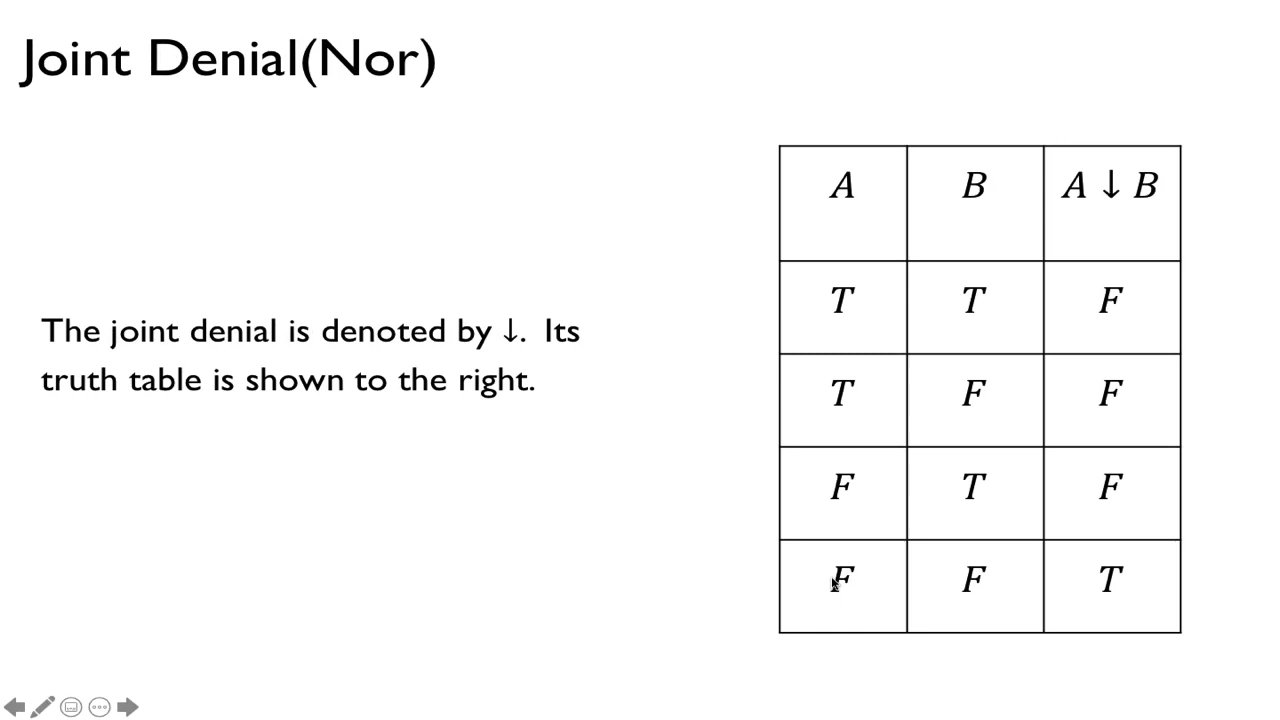 Joint Denial(Nor)
The joint denial is denoted by ↓. Its
truth table is shown to the right.
A B A ↓ B
T T F
T F F
F T F
F F T